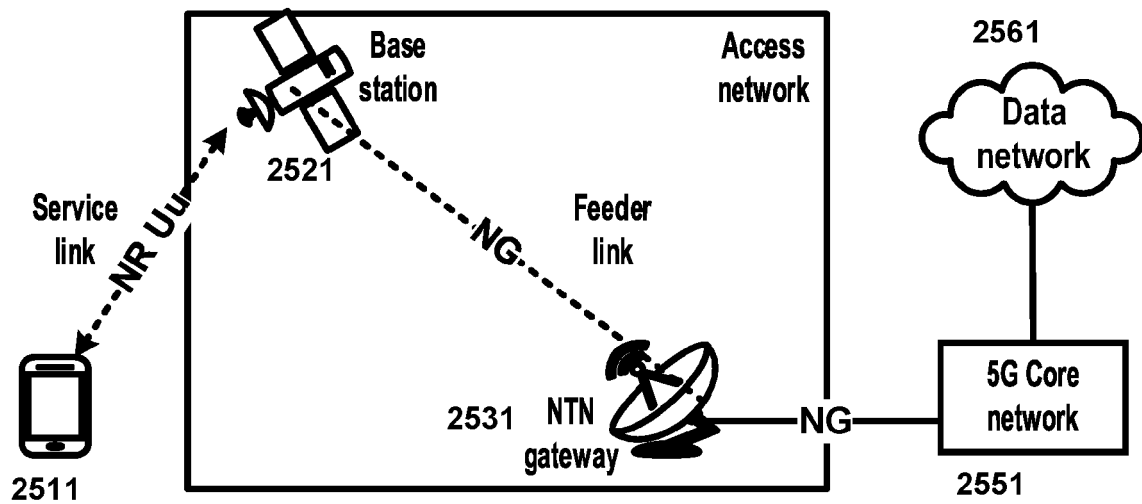 Base
station
2521
Access
network
2561
Data
network
Service
link
NR Uu
NG
Feeder
link
2511
2531
NTN
gateway
NG
5G Core
network
2551